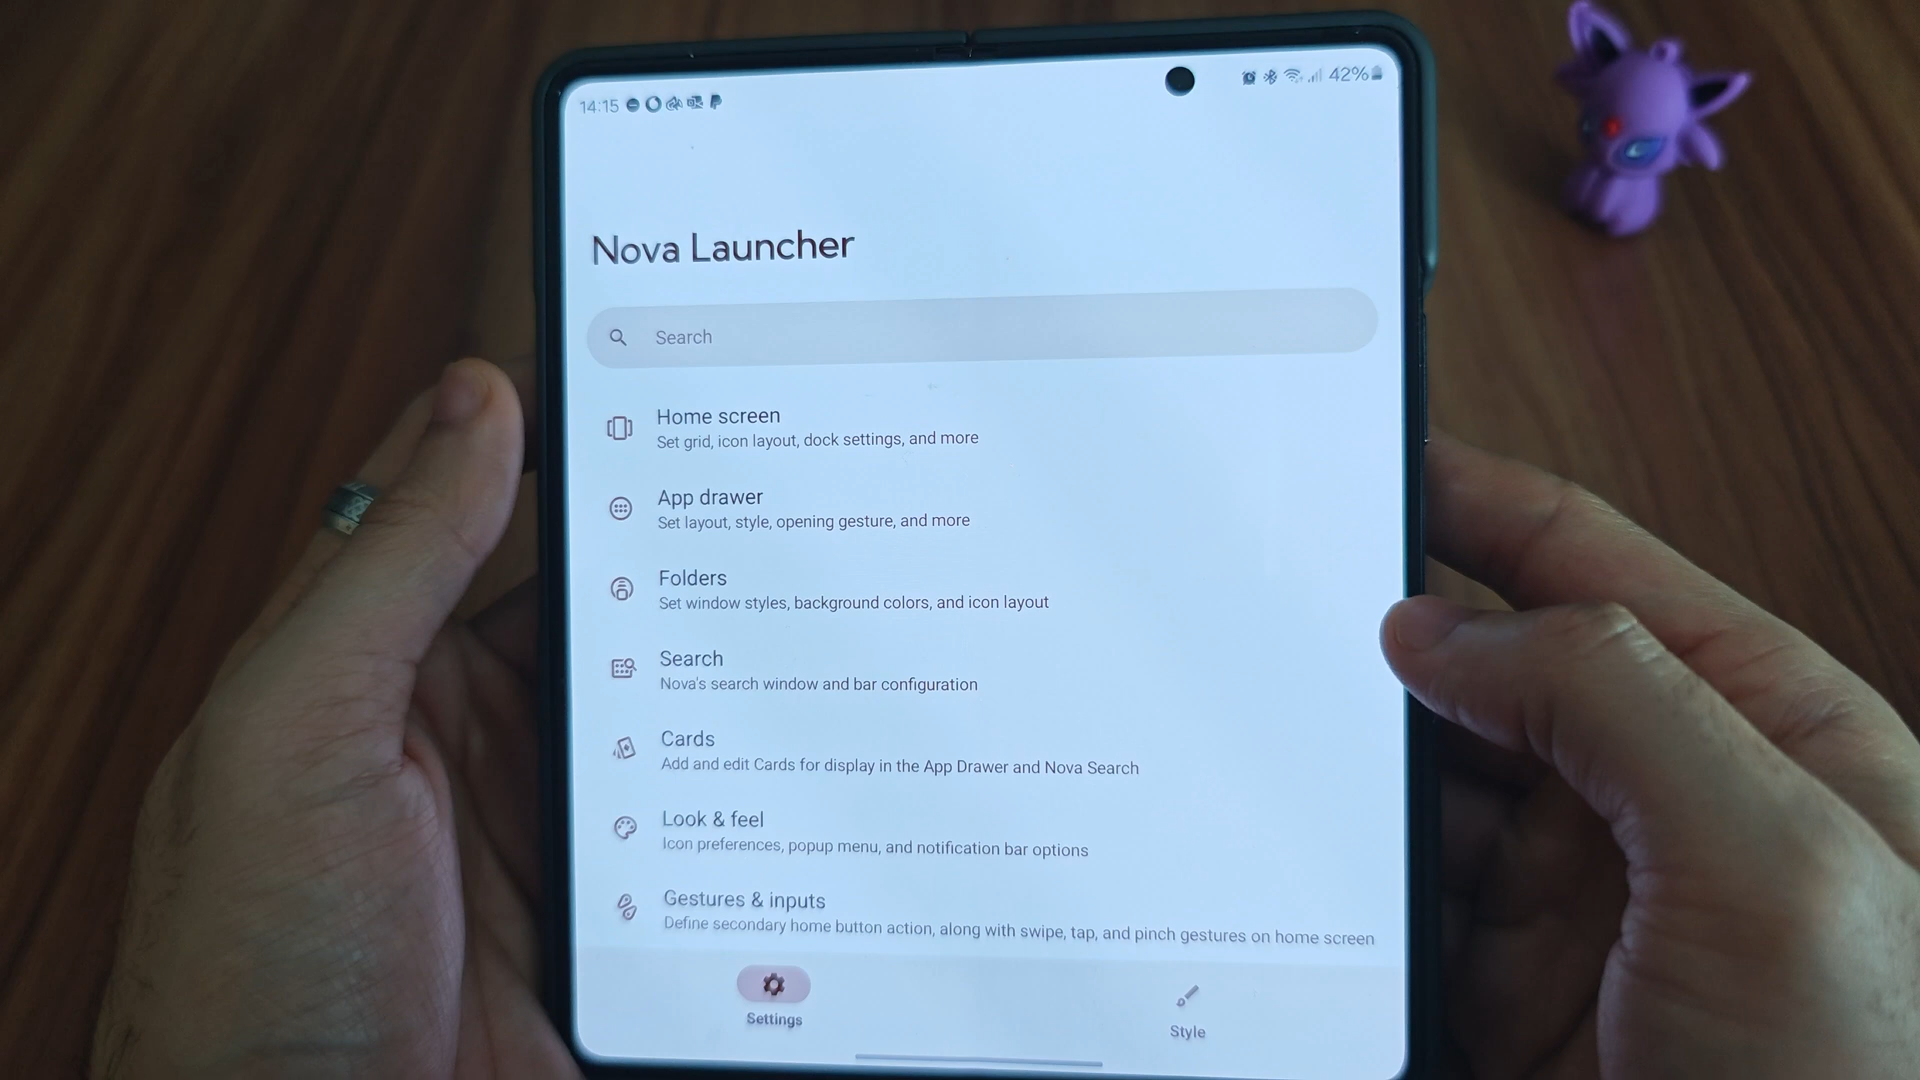 14:15
42%
Nova Launcher
Search
Home screen
Set grid, icon layout, dock settings, and more
App drawer
Set layout, style, opening gesture, and more
Folders
Set window styles, background colors, and icon layout
Search
Nova's search window and bar configuration
Cards
Add and edit Cards for display in the App Drawer and Nova Search
Look & feel
Icon preferences, popup menu, and notification bar options
Gestures & inputs
Define secondary home button action, along with swipe, tap, and pinch gestures on home screen
Settings
Style